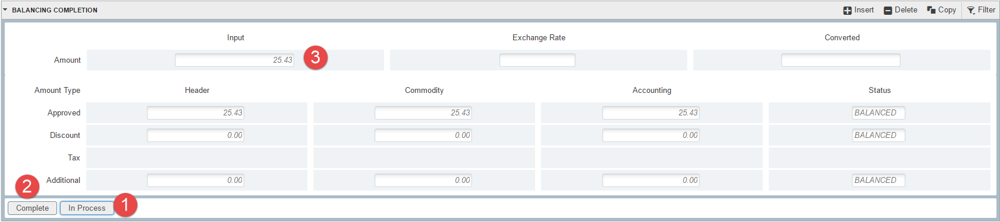 BALANCING COMPLETION Insert Delete Copy Filter
Input Exchange Rate Converted
Amount 25.43 3
Amount Type Header Commodity Accounting Status
Approved 25.43 25.43 25.43 BALANCED
Discount 0.00 0.00 0.00 BALANCED
Tax
Additional 0.00 0.00 0.00 BALANCED
2
Complete In Process 1